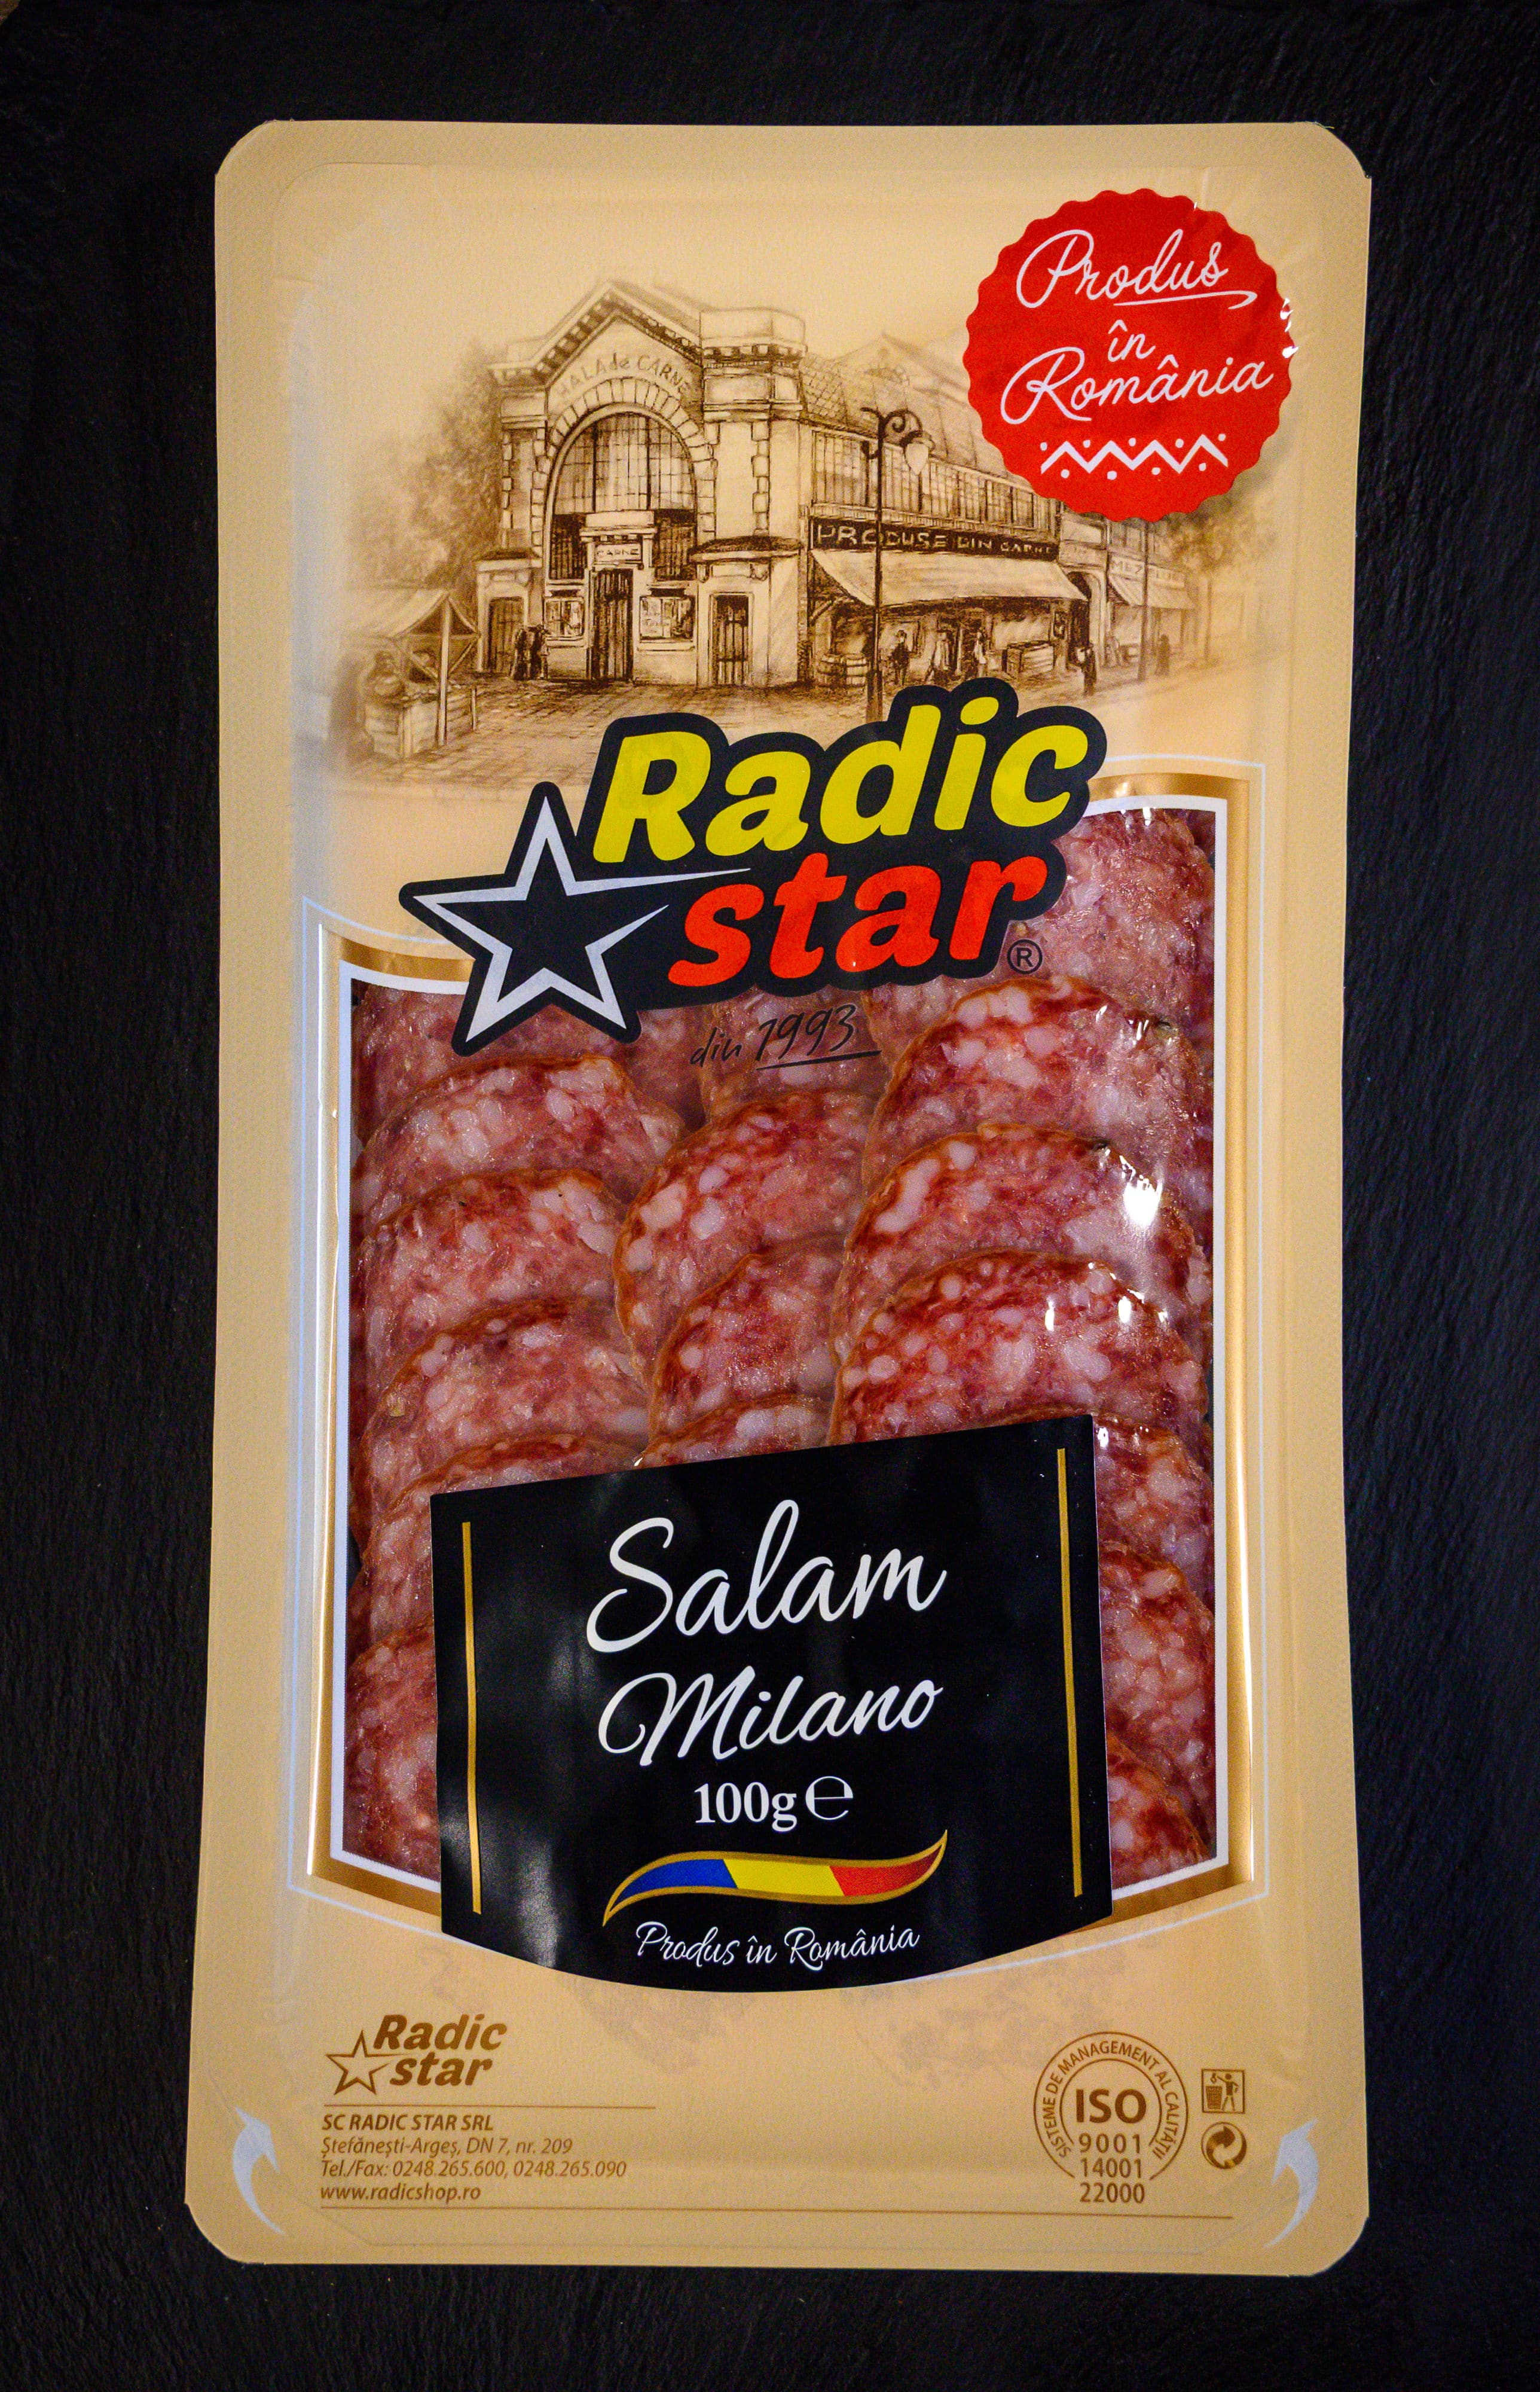 Produs
în
România
HALA de CARNE
CARNE
PRODUSE DIN CARNE
Radic
star
®
din 1993
Salam
Milano
100g ℮
Produs în România
Radic
star
SC RADIC STAR SRL
Ștefănești-Argeș, DN 7, nr. 209
Tel./Fax: 0248.265.600, 0248.265.090
www.radicshop.ro
SISTEME DE MANAGEMENT AL CALITĂȚII
ISO
9001
14001
22000